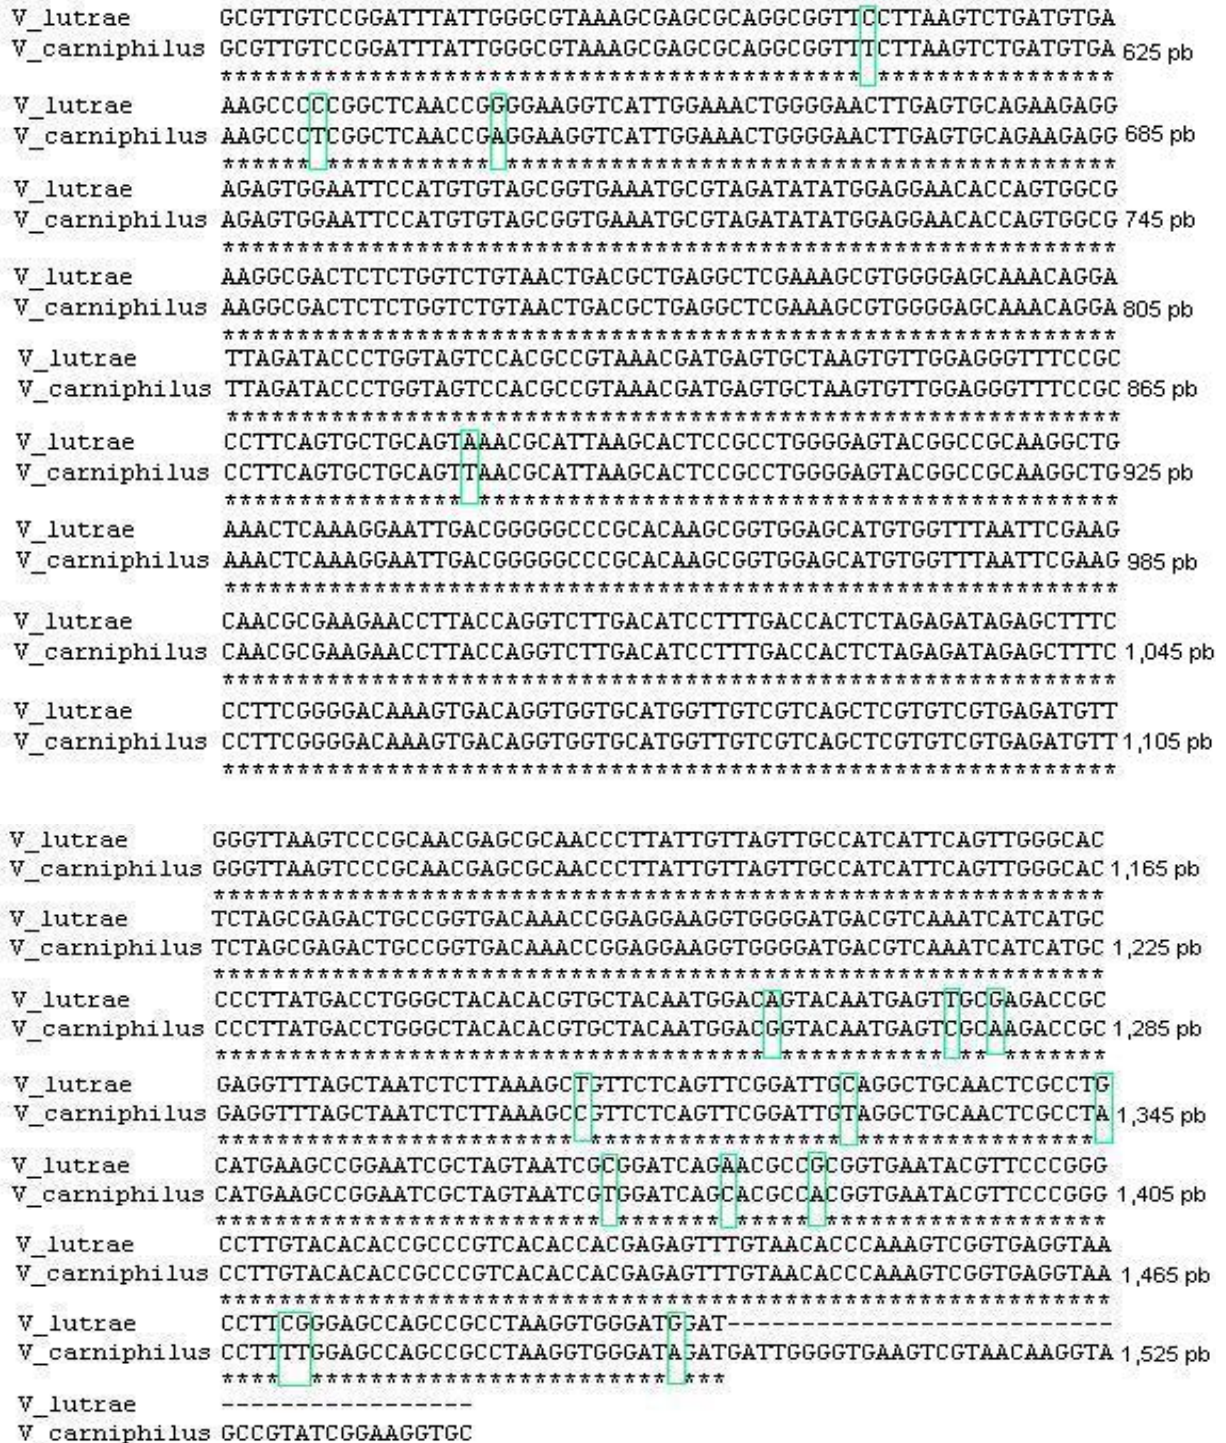 V_lutrae GCGTTGTCCGGATTTATTGGGCGTAAAGCGAGCGCAGGCGGTTCCTTAAGTCTGATGTGA
V_carniphilus GCGTTGTCCGGATTTATTGGGCGTAAAGCGAGCGCAGGCGGTTTCTTAAGTCTGATGTGA 625 pb
******************************************* ****************
V_lutrae AAGCCCCCGGCTCAACCGGGGAAGGTCATTGGAAACTGGGGAACTTGAGTGCAGAAGAGG
V_carniphilus AAGCCCTCGGCTCAACCGAGGAAGGTCATTGGAAACTGGGGAACTTGAGTGCAGAAGAGG 685 pb
****** *********** *****************************************
V_lutrae AGAGTGGAATTCCATGTGTAGCGGTGAAATGCGTAGATATATGGAGGAACACCAGTGGCG
V_carniphilus AGAGTGGAATTCCATGTGTAGCGGTGAAATGCGTAGATATATGGAGGAACACCAGTGGCG 745 pb
************************************************************
V_lutrae AAGGCGACTCTCTGGTCTGTAACTGACGCTGAGGCTCGAAAGCGTGGGGAGCAAACAGGA
V_carniphilus AAGGCGACTCTCTGGTCTGTAACTGACGCTGAGGCTCGAAAGCGTGGGGAGCAAACAGGA 805 pb
************************************************************
V_lutrae TTAGATACCCTGGTAGTCCACGCCGTAAACGATGAGTGCTAAGTGTTGGAGGGTTTCCGC
V_carniphilus TTAGATACCCTGGTAGTCCACGCCGTAAACGATGAGTGCTAAGTGTTGGAGGGTTTCCGC 865 pb
************************************************************
V_lutrae CCTTCAGTGCTGCAGTAAACGCATTAAGCACTCCGCCTGGGGAGTACGGCCGCAAGGCTG
V_carniphilus CCTTCAGTGCTGCAGTTAACGCATTAAGCACTCCGCCTGGGGAGTACGGCCGCAAGGCTG 925 pb
**************** *******************************************
V_lutrae AAACTCAAAGGAATTGACGGGGGCCCGCACAAGCGGTGGAGCATGTGGTTTAATTCGAAG
V_carniphilus AAACTCAAAGGAATTGACGGGGGCCCGCACAAGCGGTGGAGCATGTGGTTTAATTCGAAG 985 pb
************************************************************
V_lutrae CAACGCGAAGAACCTTACCAGGTCTTGACATCCTTTGACCACTCTAGAGATAGAGCTTTC
V_carniphilus CAACGCGAAGAACCTTACCAGGTCTTGACATCCTTTGACCACTCTAGAGATAGAGCTTTC 1,045 pb
************************************************************
V_lutrae CCTTCGGGGACAAAGTGACAGGTGGTGCATGGTTGTCGTCAGCTCGTGTCGTGAGATGTT
V_carniphilus CCTTCGGGGACAAAGTGACAGGTGGTGCATGGTTGTCGTCAGCTCGTGTCGTGAGATGTT 1,105 pb
************************************************************
V_lutrae GGGTTAAGTCCCGCAACGAGCGCAACCCTTATTGTTAGTTGCCATCATTCAGTTGGGCAC
V_carniphilus GGGTTAAGTCCCGCAACGAGCGCAACCCTTATTGTTAGTTGCCATCATTCAGTTGGGCAC 1,165 pb
************************************************************
V_lutrae TCTAGCGAGACTGCCGGTGACAAACCGGAGGAAGGTGGGGATGACGTCAAATCATCATGC
V_carniphilus TCTAGCGAGACTGCCGGTGACAAACCGGAGGAAGGTGGGGATGACGTCAAATCATCATGC 1,225 pb
************************************************************
V_lutrae CCCTTATGACCTGGGCTACACACGTGCTACAATGGACAGTACAATGAGTTGCGAGACCGC
V_carniphilus CCCTTATGACCTGGGCTACACACGTGCTACAATGGACGGTACAATGAGTCGCAAGACCGC 1,285 pb
************************************* *********** ** *******
V_lutrae GAGGTTTAGCTAATCTCTTAAAGCTGTTCTCAGTTCGGATTGCAGGCTGCAACTCGCCTG
V_carniphilus GAGGTTTAGCTAATCTCTTAAAGCCGTTCTCAGTTCGGATTGTAGGCTGCAACTCGCCTA 1,345 pb
************************ ***************** ****************
V_lutrae CATGAAGCCGGAATCGCTAGTAATCGCGGATCAGAACGCCGCGGTGAATACGTTCCCGGG
V_carniphilus CATGAAGCCGGAATCGCTAGTAATCGTGGATCAGCACGCCACGGTGAATACGTTCCCGGG 1,405 pb
************************** ******* ***** *******************
V_lutrae CCTTGTACACACCGCCCGTCACACCACGAGAGTTTGTAACACCCAAAGTCGGTGAGGTAA
V_carniphilus CCTTGTACACACCGCCCGTCACACCACGAGAGTTTGTAACACCCAAAGTCGGTGAGGTAA 1,465 pb
************************************************************
V_lutrae CCTTCGGGAGCCAGCCGCCTAAGGTGGGATGGAT--------------------------
V_carniphilus CCTTTTGGAGCCAGCCGCCTAAGGTGGGATAGATGATTGGGGTGAAGTCGTAACAAGGTA 1,525 pb
**** ************************ ***
V_lutrae -----------------
V_carniphilus GCCGTATCGGAAGGTGC